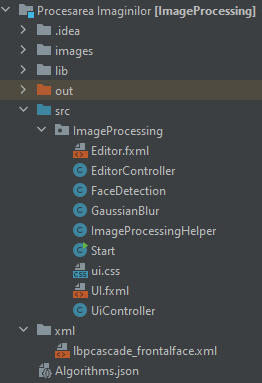 Procesarea Imaginilor [ImageProcessing]
.idea
images
lib
out
src
ImageProcessing
Editor.fxml
EditorController
FaceDetection
GaussianBlur
ImageProcessingHelper
Start
ui.css
UI.fxml
UiController
xml
lbpcascade_frontalface.xml
Algorithms.json